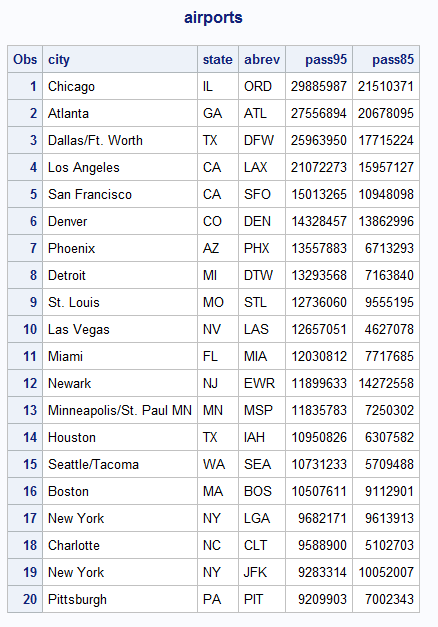 airports
Obs city state abrev pass95 pass85
1 Chicago IL ORD 29885987 21510371
2 Atlanta GA ATL 27556894 20678095
3 Dallas/Ft. Worth TX DFW 25963950 17715224
4 Los Angeles CA LAX 21072273 15957127
5 San Francisco CA SFO 15013265 10948098
6 Denver CO DEN 14328457 13862996
7 Phoenix AZ PHX 13557883 6713293
8 Detroit MI DTW 13293568 7163840
9 St. Louis MO STL 12736060 9555195
10 Las Vegas NV LAS 12657051 4627078
11 Miami FL MIA 12030812 7717685
12 Newark NJ EWR 11899633 14272558
13 Minneapolis/St. Paul MN MN MSP 11835783 7250302
14 Houston TX IAH 10950826 6307582
15 Seattle/Tacoma WA SEA 10731233 5709488
16 Boston MA BOS 10507611 9112901
17 New York NY LGA 9682171 9613913
18 Charlotte NC CLT 9588900 5102703
19 New York NY JFK 9283314 10052007
20 Pittsburgh PA PIT 9209903 7002343